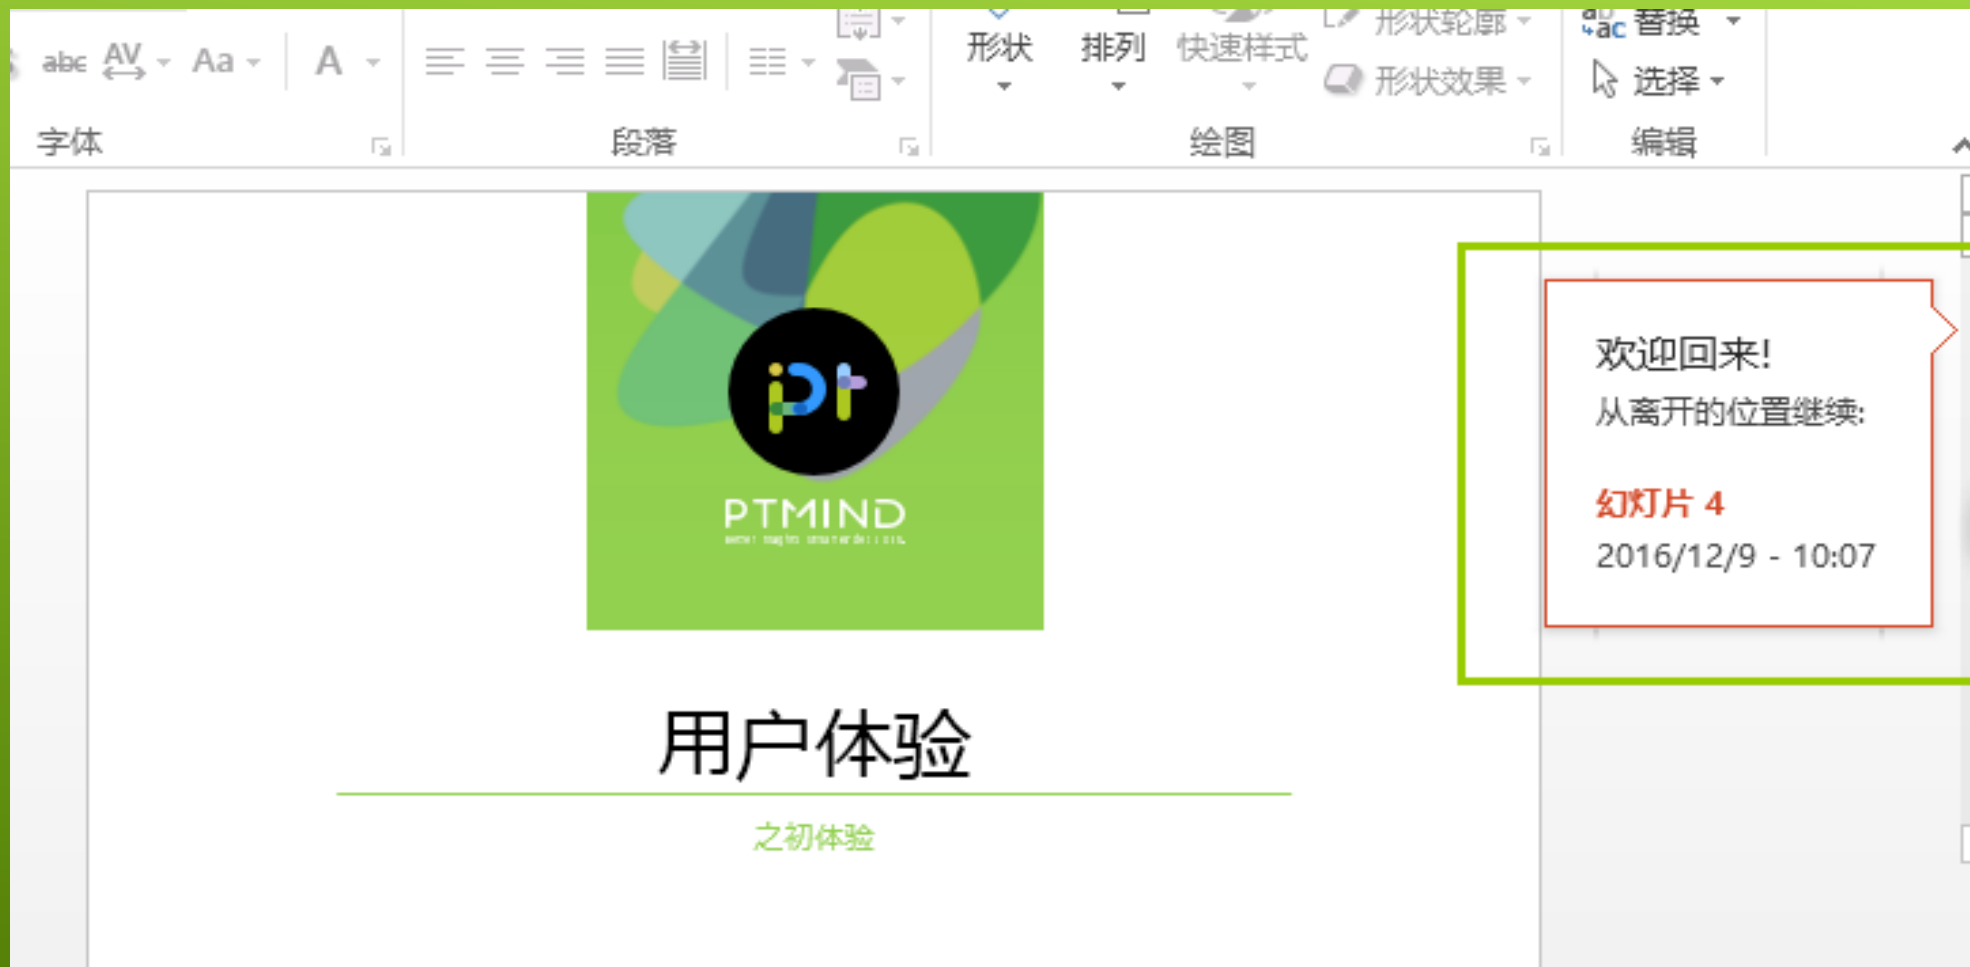 abc AV Aa A
形状 排列 快速样式 形状轮廓 替换
形状效果 选择
字体 段落 绘图 编辑
PTMIND
用户体验
之初体验
欢迎回来!
从离开的位置继续:
幻灯片 4
2016/12/9 - 10:07